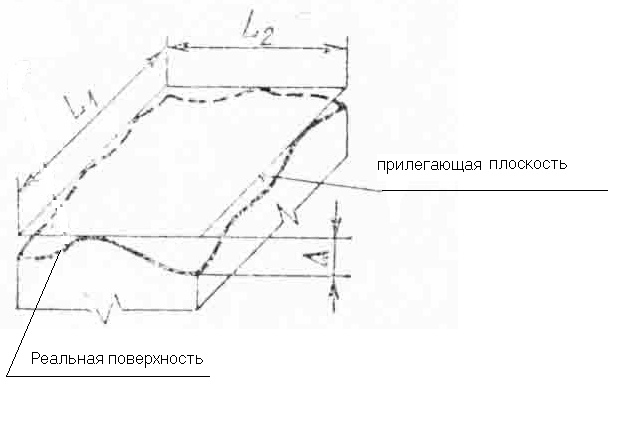 L2
L1
прилегающая плоскость
Δ
Реальная поверхность